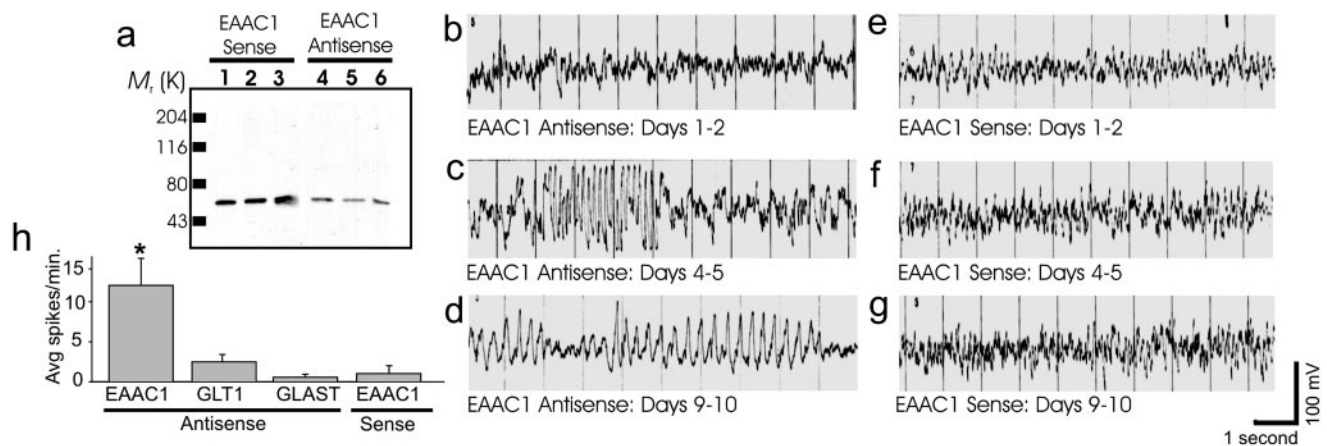 a
EAAC1 Sense
EAAC1 Antisense
1 2 3 4 5 6
Mr (K)
204
116
80
43
b
EAAC1 Antisense: Days 1-2
c
EAAC1 Antisense: Days 4-5
d
EAAC1 Antisense: Days 9-10
e
EAAC1 Sense: Days 1-2
f
EAAC1 Sense: Days 4-5
g
EAAC1 Sense: Days 9-10
100 mV
1 second
h
Avg spikes/min.
15
10
5
0
*
EAAC1 GLT1 GLAST EAAC1
Antisense Sense